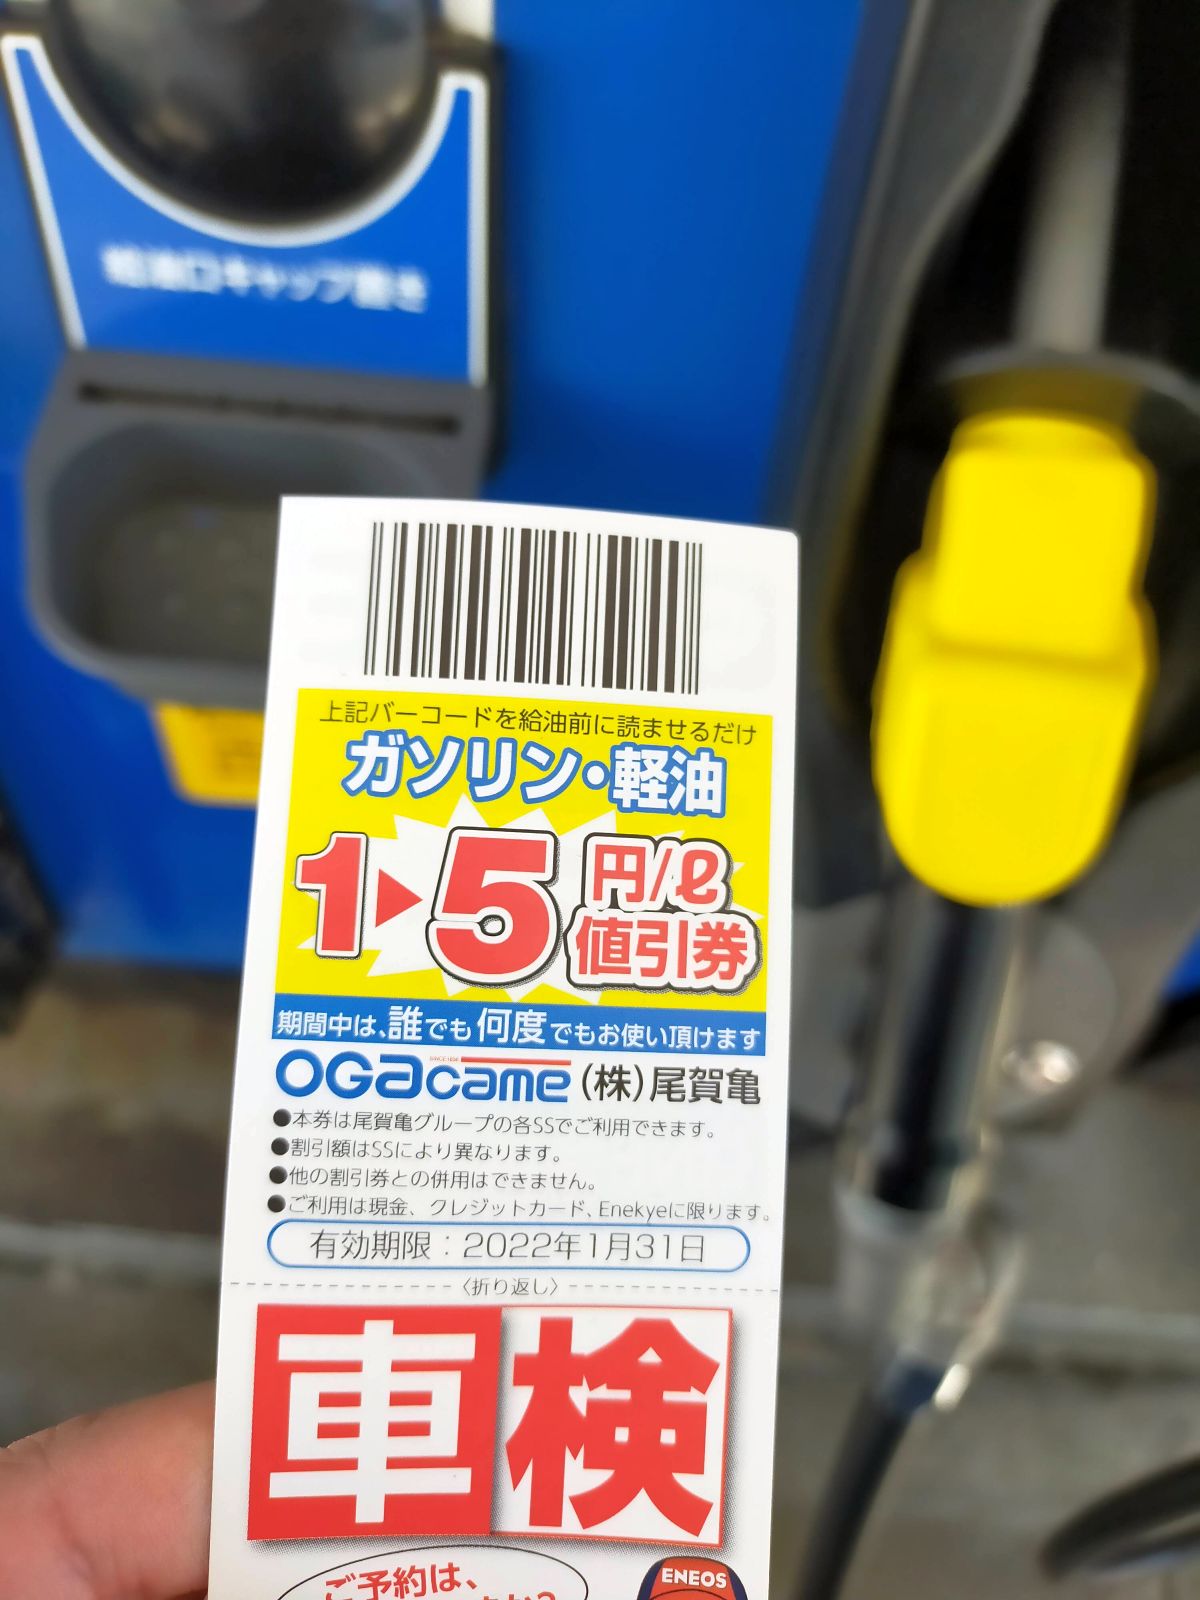 給油口キャップ置き
上記バーコードを給油前に読ませるだけ
ガソリン・軽油
1▶5円/ℓ
値引券
期間中は、誰でも何度でもお使い頂けます
OGacame (株)尾賀亀
●本券は尾賀亀グループの各SSでご利用できます。
●割引額はSSにより異なります。
●他の割引券との併用はできません。
●ご利用は現金、クレジットカード、Enekyeに限ります。
有効期限：2022年1月31日
〈折り返し〉
車検
ご予約は、
ENEOS